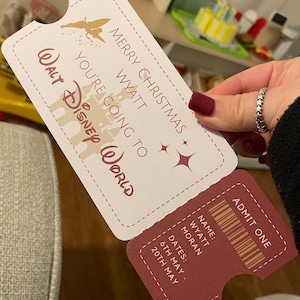 MERRY CHRISTMAS
WYATT
YOU'RE GOING TO
WALT DISNEY WORLD
ADMIT ONE
NAME:
WYATT
MORAN
DATES:
6TH MAY -
20TH MAY